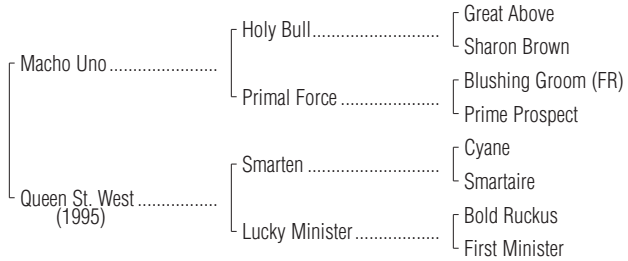 Great Above
Holy Bull....................
Sharon Brown
Macho Uno ....................
Blushing Groom (FR)
Primal Force ....................
Prime Prospect
Cyane
Smarten ....................
Smartaire
Queen St. West ....................
(1995)
Bold Ruckus
Lucky Minister ....................
First Minister